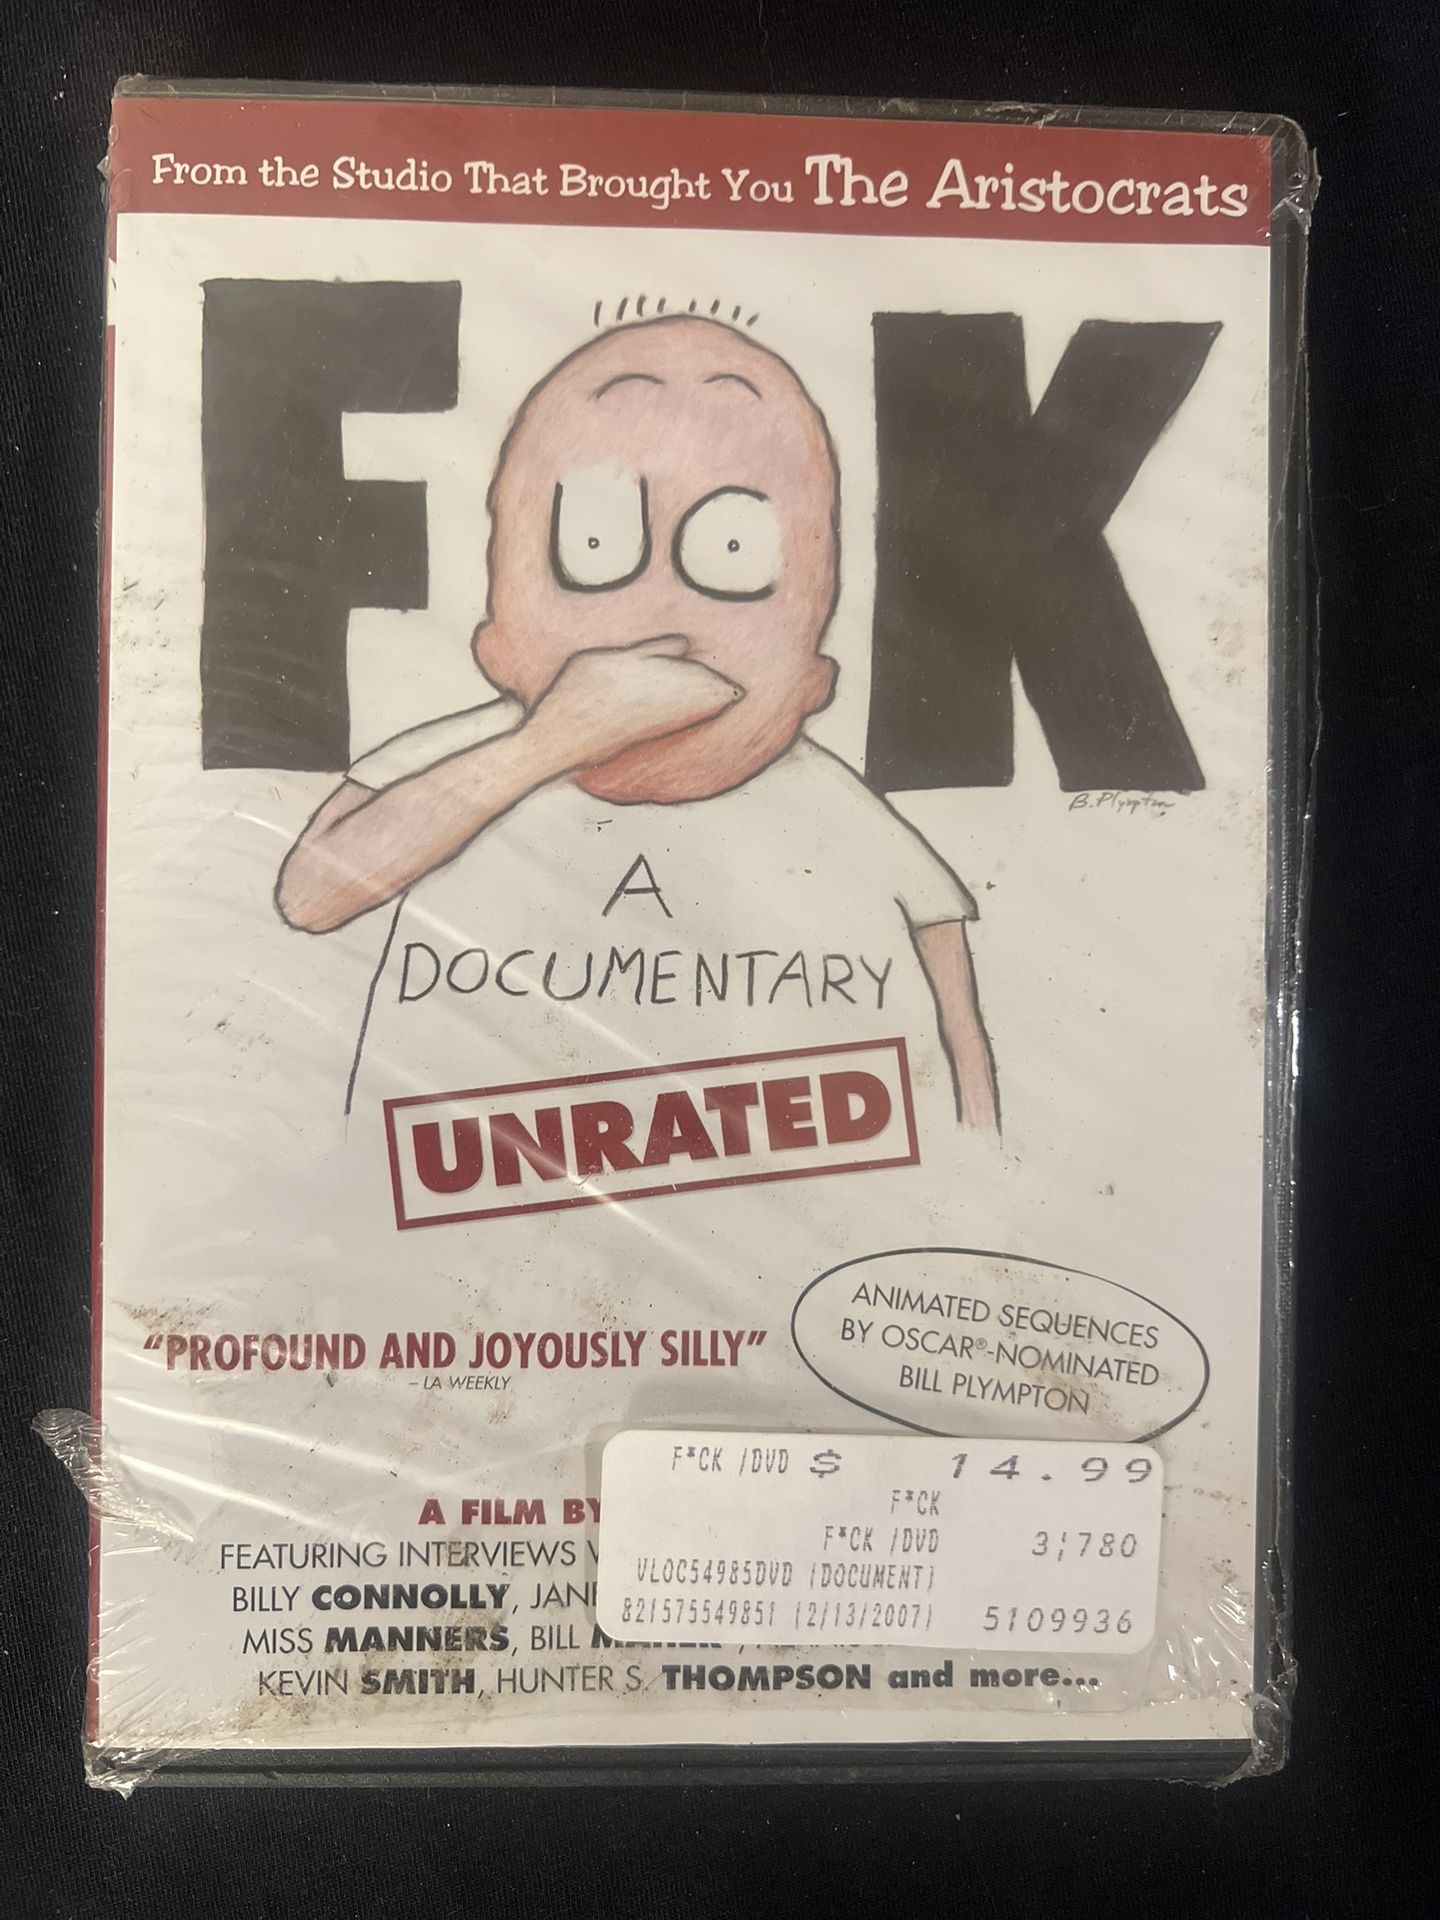 From the Studio That Brought You The Aristocrats
FUCK
B. Plympton
A
DOCUMENTARY
UNRATED
ANIMATED SEQUENCES
BY OSCAR®-NOMINATED
BILL PLYMPTON
"PROFOUND AND JOYOUSLY SILLY"
– LA WEEKLY
F*CK /DVD $ 14.99
F*CK
F*CK /DVD 3;780
VLOC54985DVD (DOCUMENT)
821575549851 (2/13/2007) 5109936
A FILM BY
FEATURING INTERVIEWS
BILLY CONNOLLY,
MISS MANNERS, BILL
KEVIN SMITH, HUNTER S. THOMPSON and more...